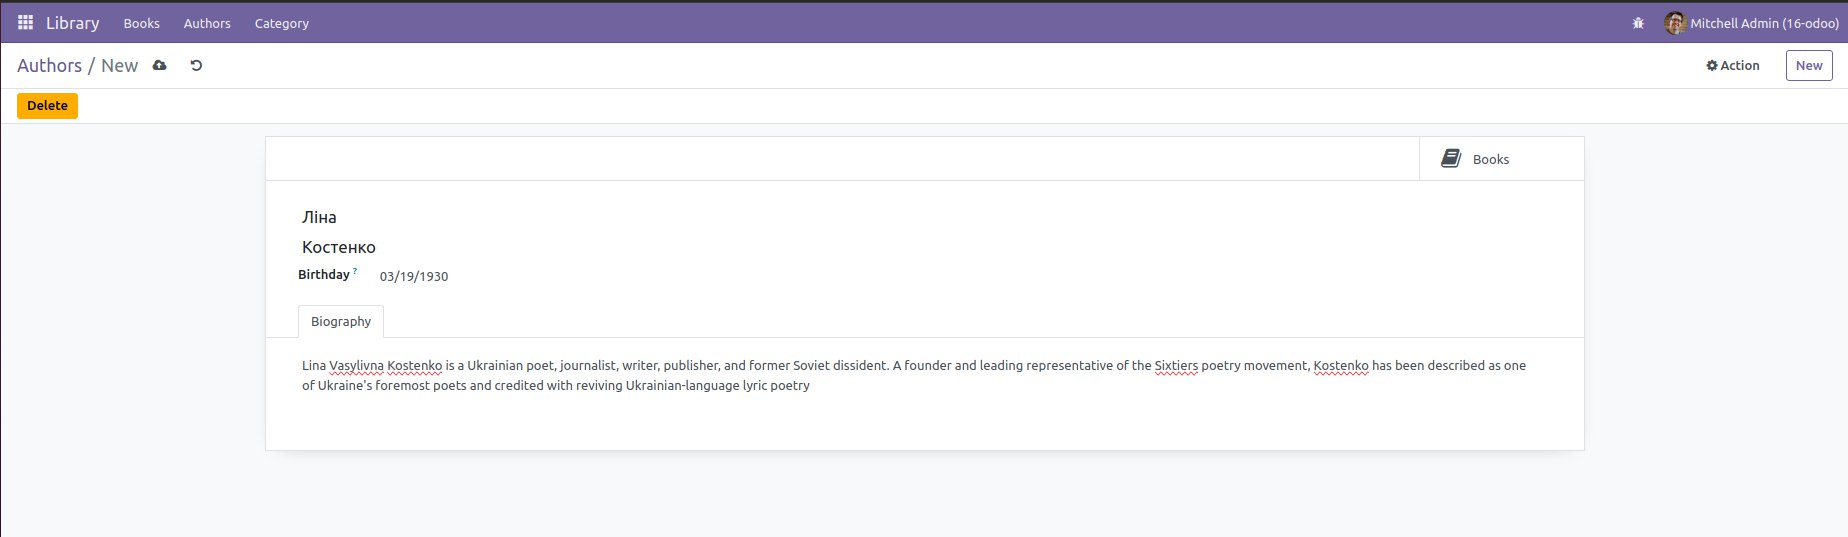 Library Books Authors Category Mitchell Admin (16-odoo)
Authors / New Action New
Delete
Books
Ліна
Костенко
Birthday ? 03/19/1930
Biography
Lina Vasylivna Kostenko is a Ukrainian poet, journalist, writer, publisher, and former Soviet dissident. A founder and leading representative of the Sixtiers poetry movement, Kostenko has been described as one
of Ukraine's foremost poets and credited with reviving Ukrainian-language lyric poetry